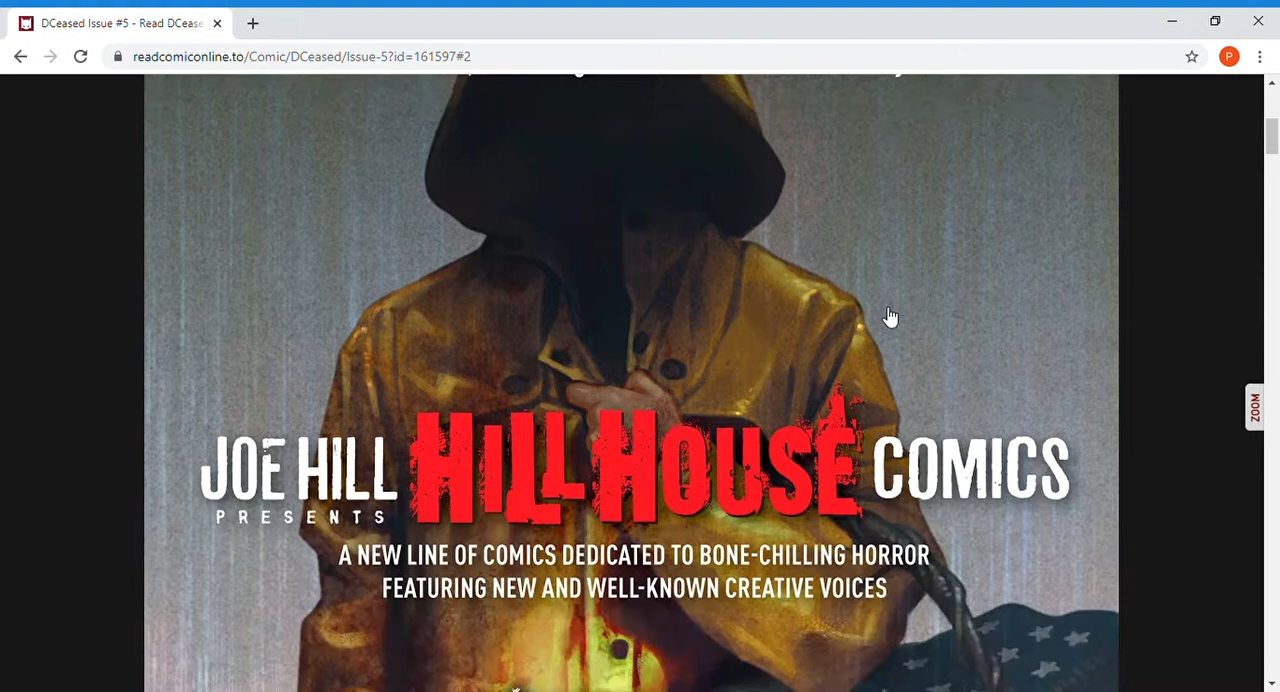 DCeased Issue #5 - Read DCease
readcomiconline.to/Comic/DCeased/Issue-5?id=161597#2
P
ZOOM
JOE HILL HILL HOUSE COMICS
PRESENTS
A NEW LINE OF COMICS DEDICATED TO BONE-CHILLING HORROR
FEATURING NEW AND WELL-KNOWN CREATIVE VOICES